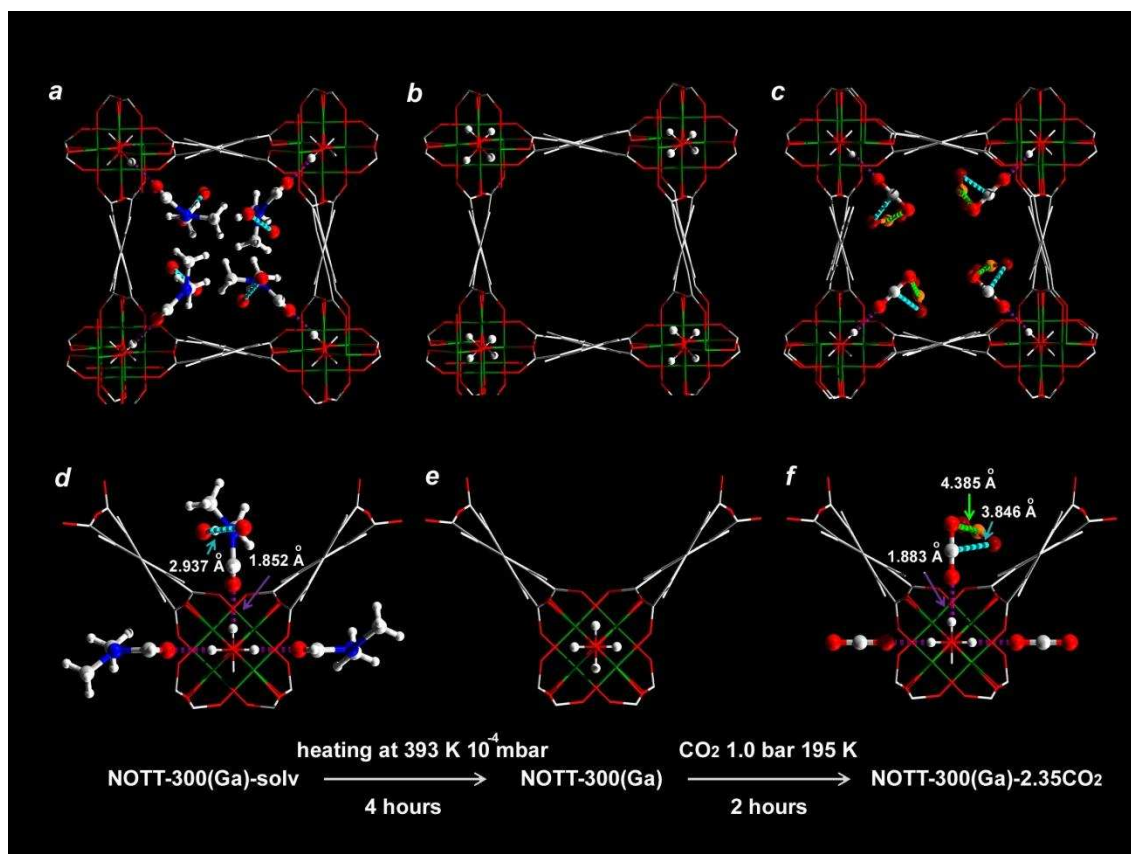 a
b
c
d
e
f
4.385 Å
3.846 Å
1.883 Å
2.937 Å
1.852 Å
heating at 393 K 10⁻⁴ mbar
CO₂ 1.0 bar 195 K
NOTT-300(Ga)-solv
NOTT-300(Ga)
NOTT-300(Ga)-2.35CO₂
4 hours
2 hours